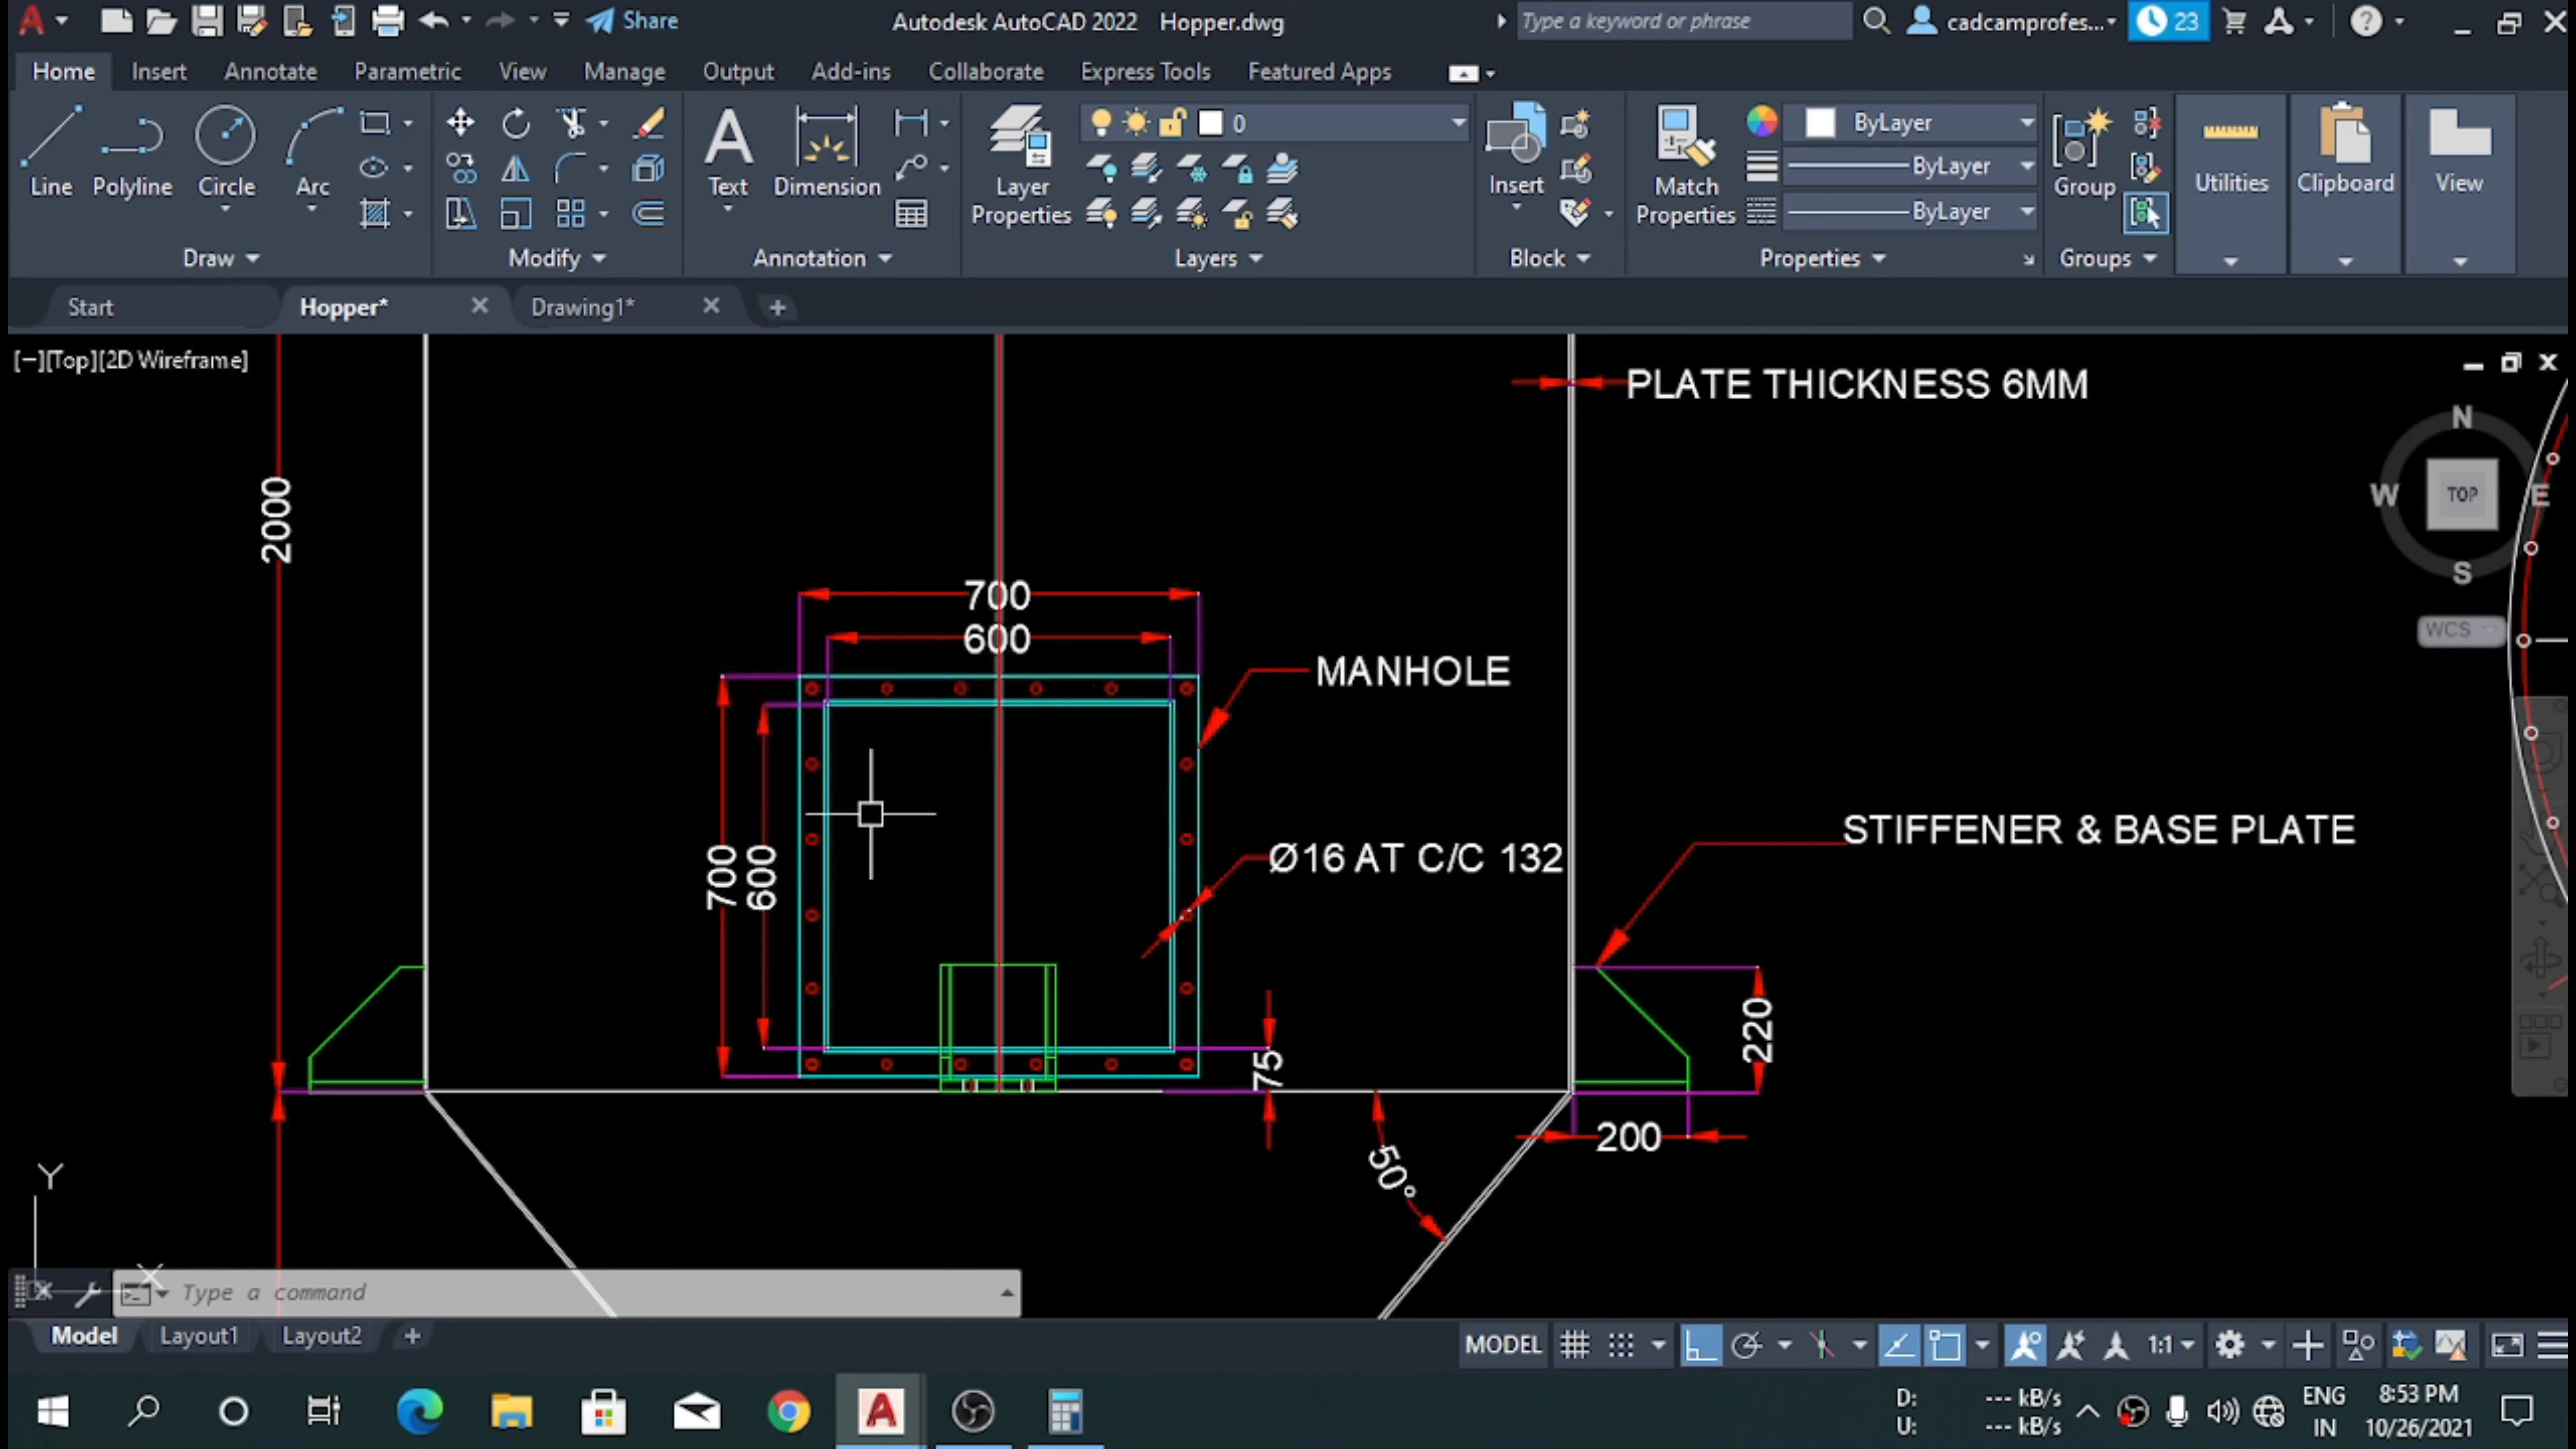 Share
Autodesk AutoCAD 2022 Hopper.dwg
Type a keyword or phrase
cadcamprofes...
23
Home Insert Annotate Parametric View Manage Output Add-ins Collaborate Express Tools Featured Apps
0
ByLayer
ByLayer
ByLayer
Line Polyline Circle Arc
Text Dimension
Layer Properties
Insert
Match Properties
Group
Utilities
Clipboard
View
Draw Modify Annotation Layers Block Properties Groups
Start Hopper* Drawing1*
[−][Top][2D Wireframe]
PLATE THICKNESS 6MM
N
W TOP E
S
WCS
2000
700
600
MANHOLE
700
600
Ø16 AT C/C 132
STIFFENER & BASE PLATE
75
220
200
50°
Y
X
Type a command
Model Layout1 Layout2
MODEL
1:1
D: --- kB/s
U: --- kB/s
ENG
IN
8:53 PM
10/26/2021